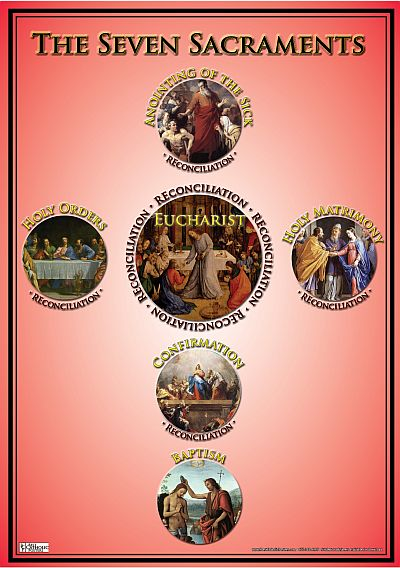 THE SEVEN SACRAMENTS
ANOINTING OF THE SICK
• RECONCILIATION •
HOLY ORDERS
• RECONCILIATION •
RECONCILIATION • RECONCILIATION • RECONCILIATION • RECONCILIATION •
EUCHARIST
HOLY MATRIMONY
• RECONCILIATION •
CONFIRMATION
• RECONCILIATION •
BAPTISM